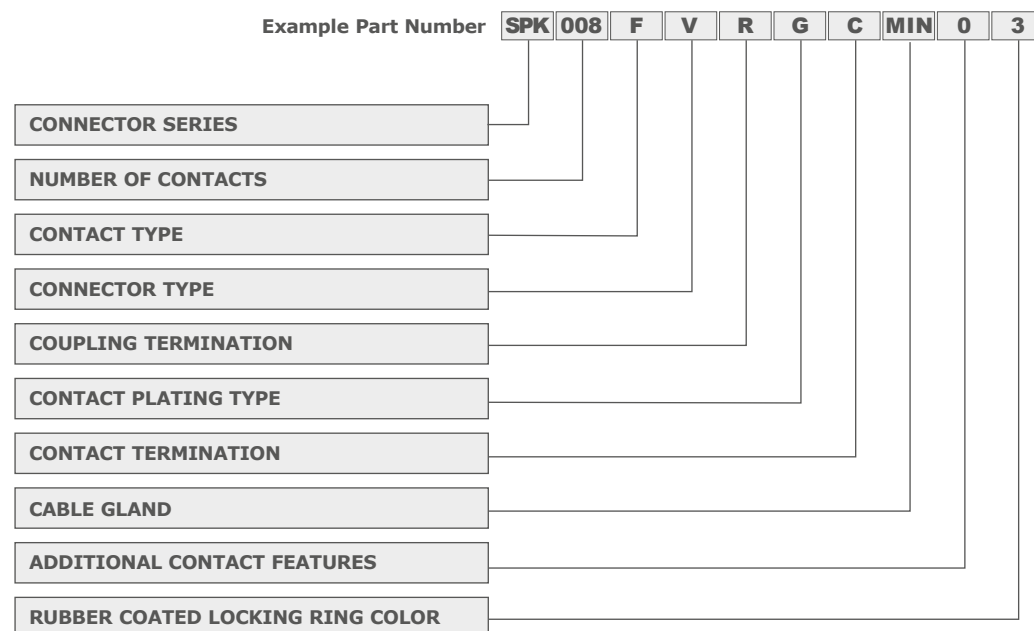 Example Part Number SPK 008 F V R G C MIN 0 3
CONNECTOR SERIES
NUMBER OF CONTACTS
CONTACT TYPE
CONNECTOR TYPE
COUPLING TERMINATION
CONTACT PLATING TYPE
CONTACT TERMINATION
CABLE GLAND
ADDITIONAL CONTACT FEATURES
RUBBER COATED LOCKING RING COLOR